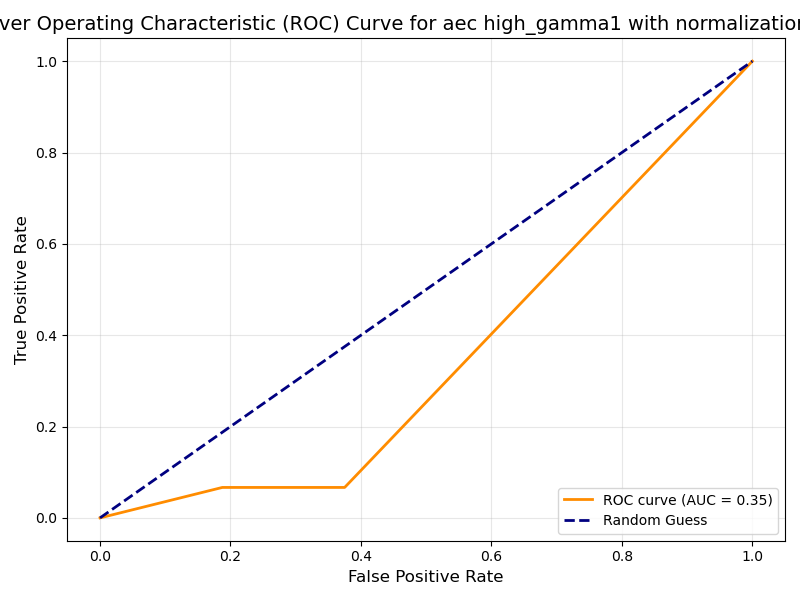 ver Operating Characteristic (ROC) Curve for aec high_gamma1 with normalization
1.0
0.8
0.6
0.4
0.2
0.0
True Positive Rate
ROC curve (AUC = 0.35)
Random Guess
0.0 0.2 0.4 0.6 0.8 1.0
False Positive Rate